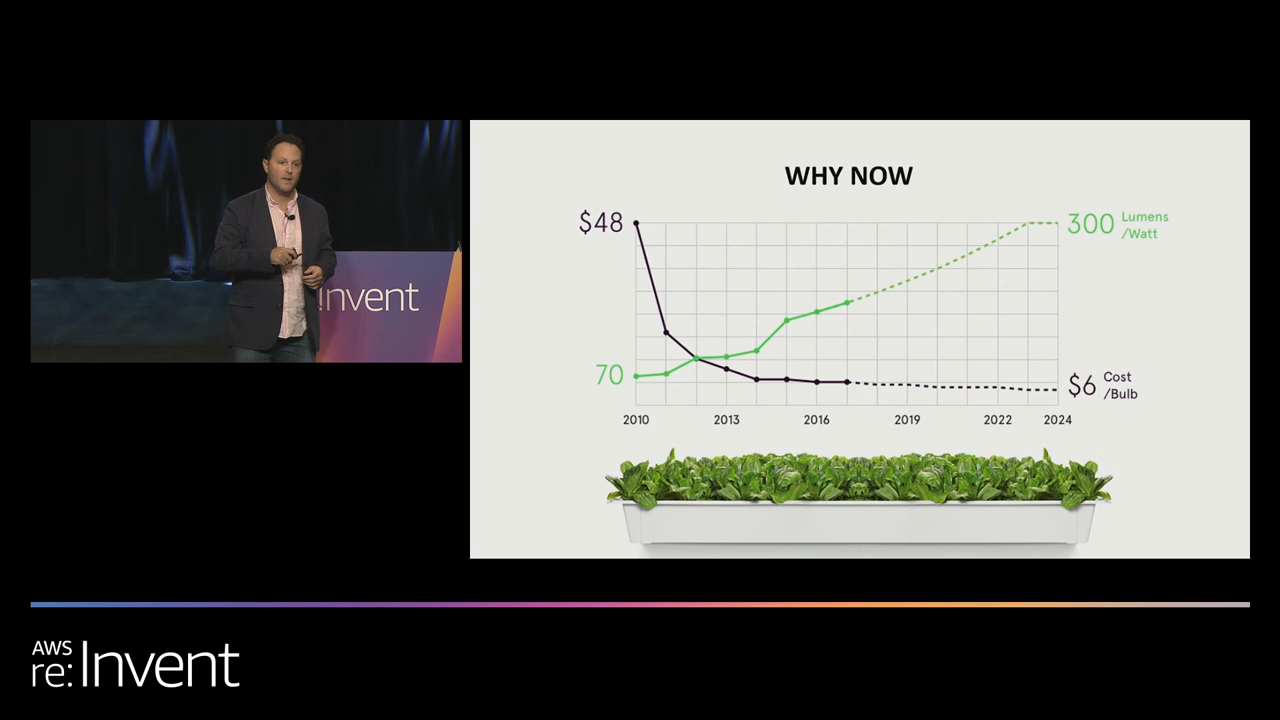 Invent
WHY NOW
$48
300 Lumens
/Watt
70
$6 Cost
/Bulb
2010 2013 2016 2019 2022 2024
AWS
re:Invent